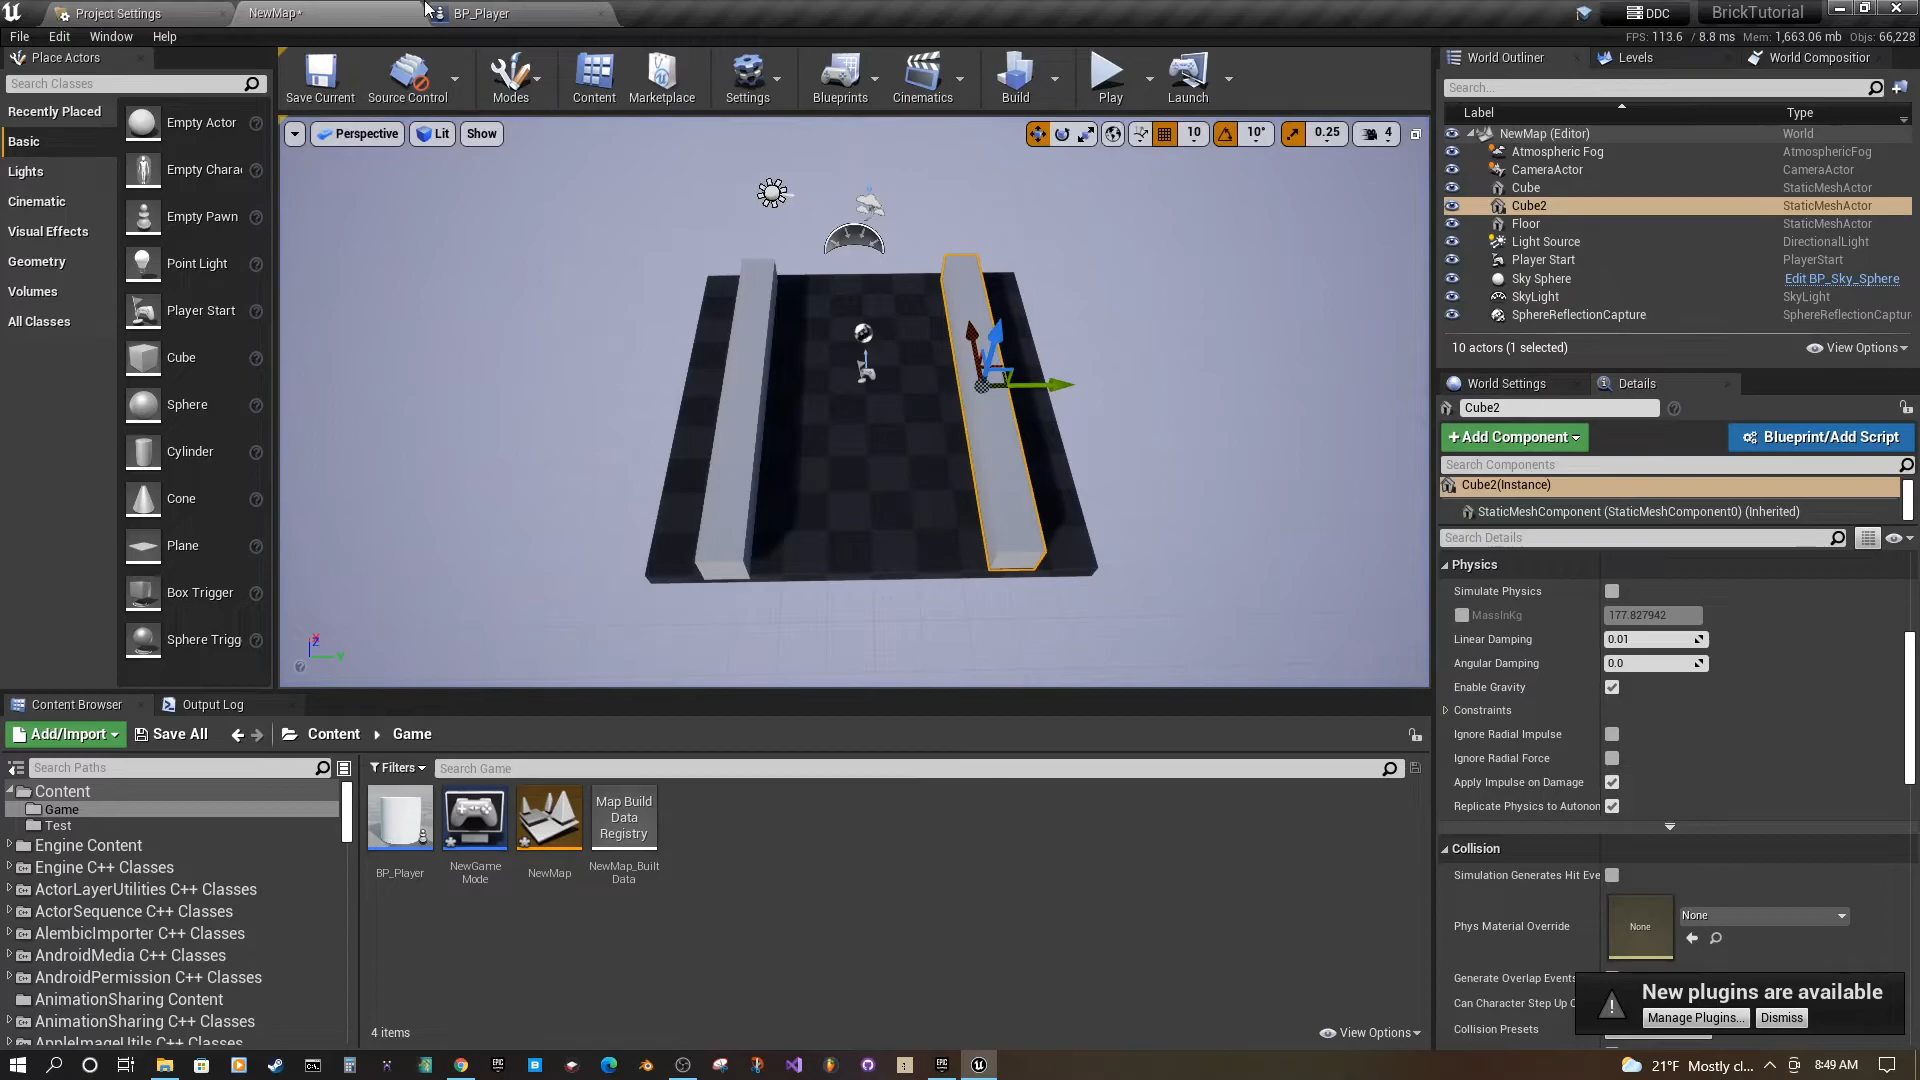 Project Settings
NewMap*
BP_Player
DDC
BrickTutorial
File Edit Window Help
FPS: 113.6 / 8.8 ms Mem: 1,663.06 mb Objs: 66,228
Place Actors
Search Classes
Recently Placed
Basic
Lights
Cinematic
Visual Effects
Geometry
Volumes
All Classes
Empty Actor
Empty Chara
Empty Pawn
Point Light
Player Start
Cube
Sphere
Cylinder
Cone
Plane
Box Trigger
Sphere Trigg
Save Current
Source Control
Modes
Content
Marketplace
Settings
Blueprints
Cinematics
Build
Play
Launch
Perspective
Lit
Show
10
10°
0.25
4
World Outliner
Levels
World Compositior
Search...
Label Type
NewMap (Editor) World
Atmospheric Fog AtmosphericFog
CameraActor CameraActor
Cube StaticMeshActor
Cube2 StaticMeshActor
Floor StaticMeshActor
Light Source DirectionalLight
Player Start PlayerStart
Sky Sphere Edit BP_Sky_Sphere
SkyLight SkyLight
SphereReflectionCapture SphereReflectionCaptur
10 actors (1 selected)
View Options
World Settings
Details
Cube2
+Add Component
Blueprint/Add Script
Search Components
Cube2(Instance)
StaticMeshComponent (StaticMeshComponent0) (Inherited)
Search Details
Physics
Simulate Physics
MassInKg 177.827942
Linear Damping 0.01
Angular Damping 0.0
Enable Gravity
Constraints
Ignore Radial Impulse
Ignore Radial Force
Apply Impulse on Damage
Replicate Physics to Autonon
Collision
Simulation Generates Hit Eve
Phys Material Override
None
None
Generate Overlap Events
Can Character Step Up O
Collision Presets
New plugins are available
Manage Plugins...
Dismiss
Content Browser
Output Log
Add/Import
Save All
Content
Game
Search Paths
Filters
Search Game
Content
Game
Test
Engine Content
Engine C++ Classes
ActorLayerUtilities C++ Classes
ActorSequence C++ Classes
AlembicImporter C++ Classes
AndroidMedia C++ Classes
AndroidPermission C++ Classes
AnimationSharing Content
AnimationSharing C++ Classes
AppleImageUtils C++ Classes
BP_Player
NewGame
Mode
NewMap
Map Build
Data
Registry
NewMap_Built
Data
4 items
View Options
21°F Mostly cl...
8:49 AM